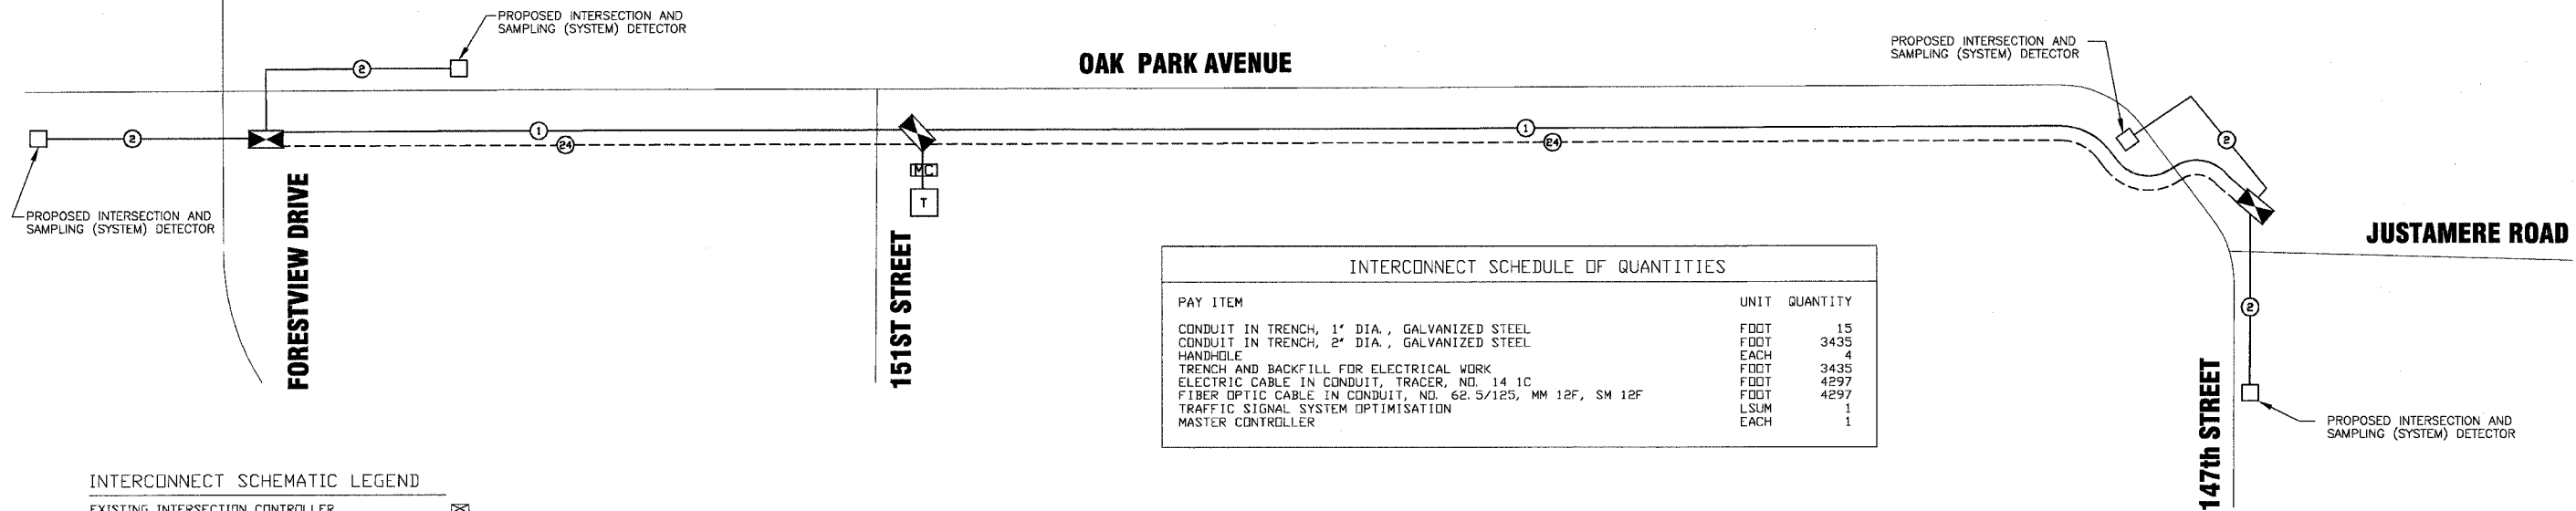 PROPOSED INTERSECTION AND
SAMPLING (SYSTEM) DETECTOR
OAK PARK AVENUE
PROPOSED INTERSECTION AND
SAMPLING (SYSTEM) DETECTOR
2
2
1
24
1
24
2
MC
T
PROPOSED INTERSECTION AND
SAMPLING (SYSTEM) DETECTOR
FORESTVIEW DRIVE
151ST STREET
JUSTAMERE ROAD
2
INTERCONNECT SCHEDULE OF QUANTITIES
PAY ITEM UNIT QUANTITY
CONDUIT IN TRENCH, 1" DIA., GALVANIZED STEEL FOOT 15
CONDUIT IN TRENCH, 2" DIA., GALVANIZED STEEL FOOT 3435
HANDHOLE EACH 4
TRENCH AND BACKFILL FOR ELECTRICAL WORK FOOT 3435
ELECTRIC CABLE IN CONDUIT, TRACER, NO. 14 1C FOOT 4297
FIBER OPTIC CABLE IN CONDUIT, NO. 62.5/125, MM 12F, SM 12F FOOT 4297
TRAFFIC SIGNAL SYSTEM OPTIMISATION LSUM 1
MASTER CONTROLLER EACH 1
147th STREET
PROPOSED INTERSECTION AND
SAMPLING (SYSTEM) DETECTOR
INTERCONNECT SCHEMATIC LEGEND
EXISTING INTERSECTION CONTROLLER